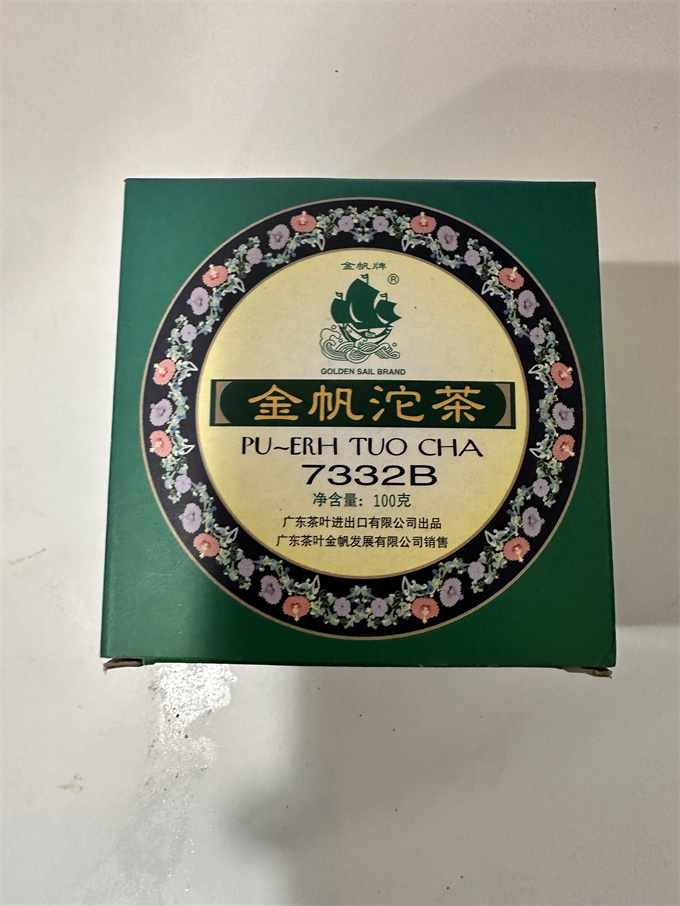 金帆牌
®
GOLDEN SAIL BRAND
金帆沱茶
PU~ERH TUO CHA
7332B
净含量：100克
广东茶叶进出口有限公司出品
广东茶叶金帆发展有限公司销售